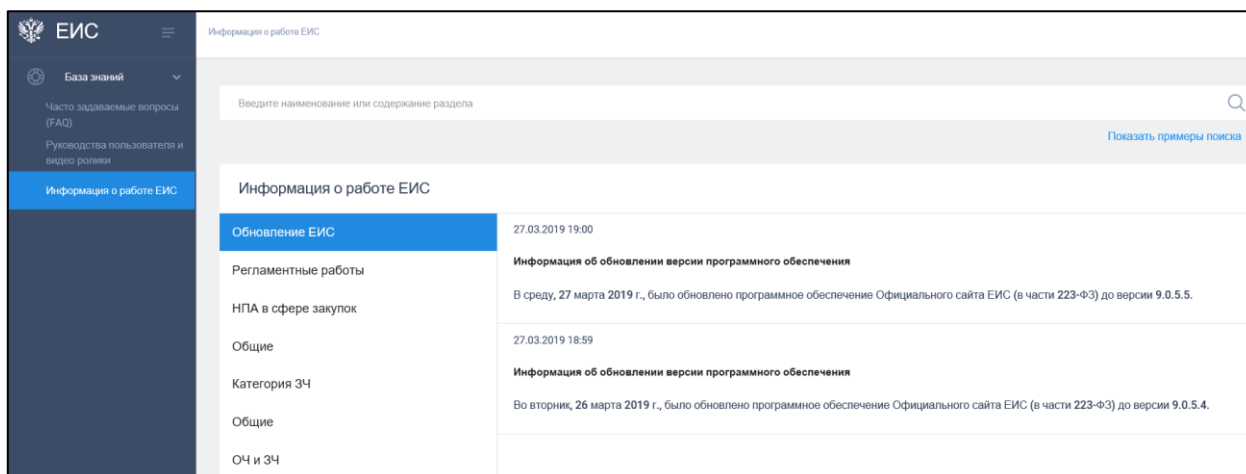 ЕИС
База знаний
Часто задаваемые вопросы
(FAQ)
Руководства пользователя и
видео ролики
Информация о работе ЕИС
Информация о работе ЕИС
Введите наименование или содержание раздела
Показать примеры поиска
Информация о работе ЕИС
Обновление ЕИС
Регламентные работы
НПА в сфере закупок
Общие
Категория ЗЧ
Общие
ОЧ и ЗЧ
27.03.2019 19:00
Информация об обновлении версии программного обеспечения
В среду, 27 марта 2019 г., было обновлено программное обеспечение Официального сайта ЕИС (в части 223-ФЗ) до версии 9.0.5.5.
27.03.2019 18:59
Информация об обновлении версии программного обеспечения
Во вторник, 26 марта 2019 г., было обновлено программное обеспечение Официального сайта ЕИС (в части 223-ФЗ) до версии 9.0.5.4.